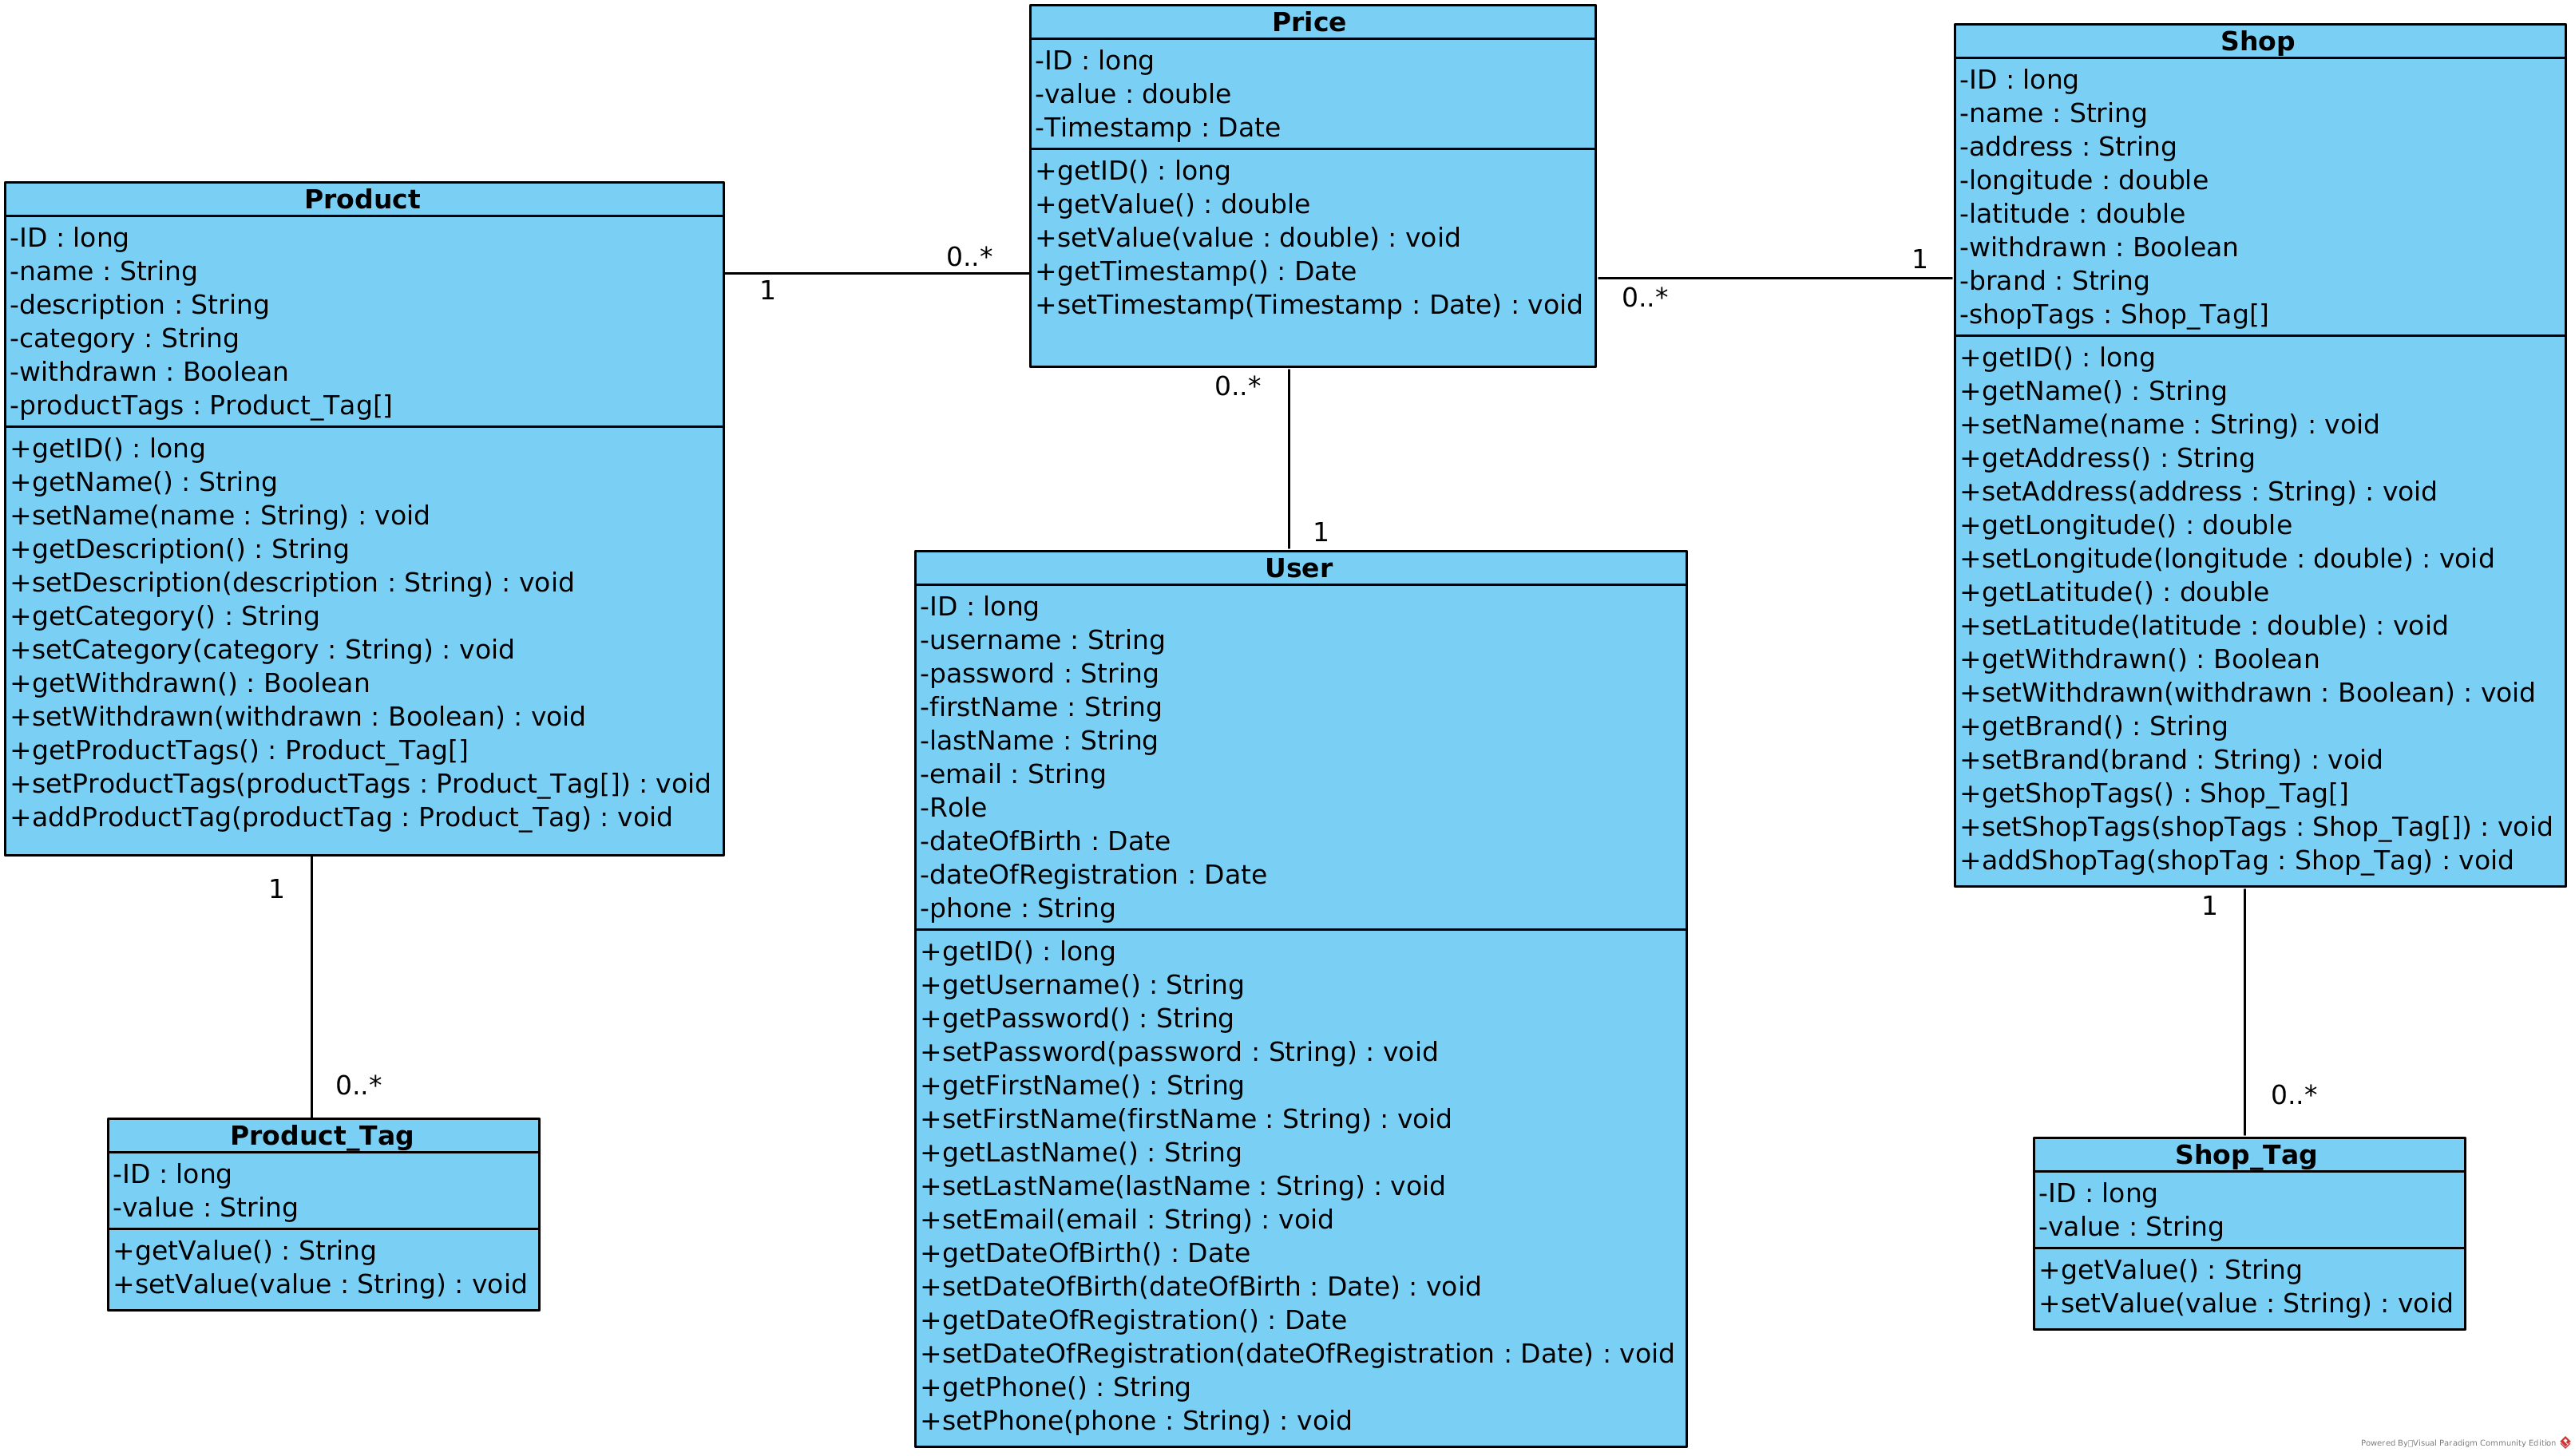 Price
-ID : long
-value : double
-Timestamp : Date
+getID() : long
+getValue() : double
+setValue(value : double) : void
+getTimestamp() : Date
+setTimestamp(Timestamp : Date) : void
Shop
-ID : long
-name : String
-address : String
-longitude : double
-latitude : double
-withdrawn : Boolean
-brand : String
-shopTags : Shop_Tag[]
+getID() : long
+getName() : String
+setName(name : String) : void
+getAddress() : String
+setAddress(address : String) : void
+getLongitude() : double
+setLongitude(longitude : double) : void
+getLatitude() : double
+setLatitude(latitude : double) : void
+getWithdrawn() : Boolean
+setWithdrawn(withdrawn : Boolean) : void
+getBrand() : String
+setBrand(brand : String) : void
+getShopTags() : Shop_Tag[]
+setShopTags(shopTags : Shop_Tag[]) : void
+addShopTag(shopTag : Shop_Tag) : void
Product
-ID : long
-name : String
-description : String
-category : String
-withdrawn : Boolean
-productTags : Product_Tag[]
+getID() : long
+getName() : String
+setName(name : String) : void
+getDescription() : String
+setDescription(description : String) : void
+getCategory() : String
+setCategory(category : String) : void
+getWithdrawn() : Boolean
+setWithdrawn(withdrawn : Boolean) : void
+getProductTags() : Product_Tag[]
+setProductTags(productTags : Product_Tag[]) : void
+addProductTag(productTag : Product_Tag) : void
1
0..*
0..*
1
0..*
1
User
-ID : long
-username : String
-password : String
-firstName : String
-lastName : String
-email : String
-Role
-dateOfBirth : Date
-dateOfRegistration : Date
-phone : String
+getID() : long
+getUsername() : String
+getPassword() : String
+setPassword(password : String) : void
+getFirstName() : String
+setFirstName(firstName : String) : void
+getLastName() : String
+setLastName(lastName : String) : void
+setEmail(email : String) : void
+getDateOfBirth() : Date
+setDateOfBirth(dateOfBirth : Date) : void
+getDateOfRegistration() : Date
+setDateOfRegistration(dateOfRegistration : Date) : void
+getPhone() : String
+setPhone(phone : String) : void
1
0..*
Product_Tag
-ID : long
-value : String
+getValue() : String
+setValue(value : String) : void
1
0..*
Shop_Tag
-ID : long
-value : String
+getValue() : String
+setValue(value : String) : void
Powered By Visual Paradigm Community Edition